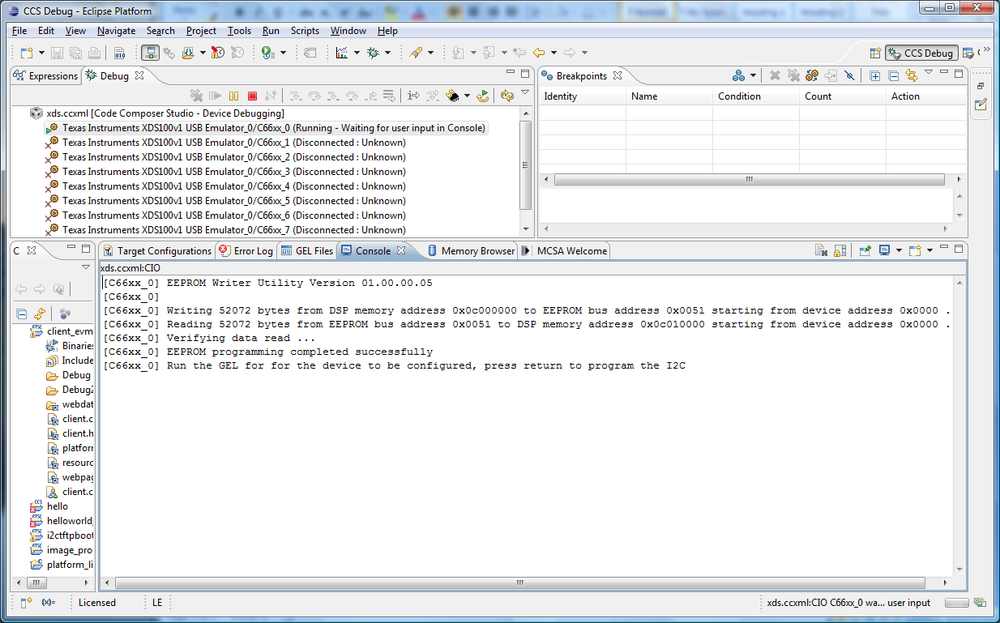 CCS Debug - Eclipse Platform
File Edit View Navigate Search Project Tools Run Scripts Window Help
CCS Debug
Expressions Debug
xds.ccxml [Code Composer Studio - Device Debugging]
Texas Instruments XDS100v1 USB Emulator_0/C66xx_0 (Running - Waiting for user input in Console)
Texas Instruments XDS100v1 USB Emulator_0/C66xx_1 (Disconnected : Unknown)
Texas Instruments XDS100v1 USB Emulator_0/C66xx_2 (Disconnected : Unknown)
Texas Instruments XDS100v1 USB Emulator_0/C66xx_3 (Disconnected : Unknown)
Texas Instruments XDS100v1 USB Emulator_0/C66xx_4 (Disconnected : Unknown)
Texas Instruments XDS100v1 USB Emulator_0/C66xx_5 (Disconnected : Unknown)
Texas Instruments XDS100v1 USB Emulator_0/C66xx_6 (Disconnected : Unknown)
Texas Instruments XDS100v1 USB Emulator_0/C66xx_7 (Disconnected : Unknown)
Breakpoints
Identity Name Condition Count Action
C
client_evm
Binaries
Include
Debug
Debug2
webdat
client.c
client.h
platforn
resourc
webpag
client.c
hello
helloworld_
i2ctftpboot
image_pro
platform_li
Target Configurations Error Log GEL Files Console Memory Browser MCSA Welcome
xds.ccxml:CIO
[C66xx_0] EEPROM Writer Utility Version 01.00.00.05
[C66xx_0]
[C66xx_0] Writing 52072 bytes from DSP memory address 0x0c000000 to EEPROM bus address 0x0051 starting from device address 0x0000 .
[C66xx_0] Reading 52072 bytes from EEPROM bus address 0x0051 to DSP memory address 0x0c010000 starting from device address 0x0000 .
[C66xx_0] Verifying data read ...
[C66xx_0] EEPROM programming completed successfully
[C66xx_0] Run the GEL for for the device to be configured, press return to program the I2C
Licensed LE xds.ccxml:CIO C66xx_0 wa... user input